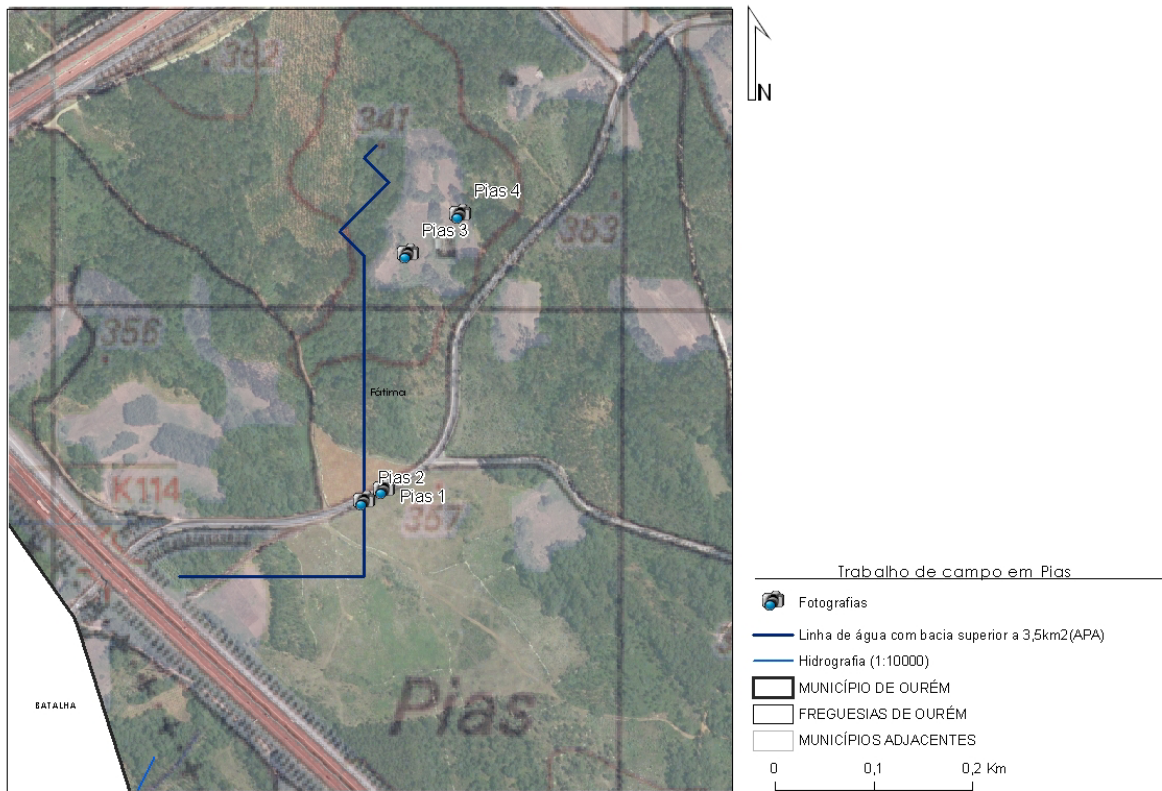 362
341
N
Pias 4
Pias 3
353
356
Fátima
Pias 2
Pias 1
K114
357
Pias
BATALHA
Trabalho de campo em Pias
Fotografias
Linha de água com bacia superior a 3,5km2(APA)
Hidrografia (1:10000)
MUNICÍPIO DE OURÉM
FREGUESIAS DE OURÉM
MUNICÍPIOS ADJACENTES
0 0,1 0,2 Km